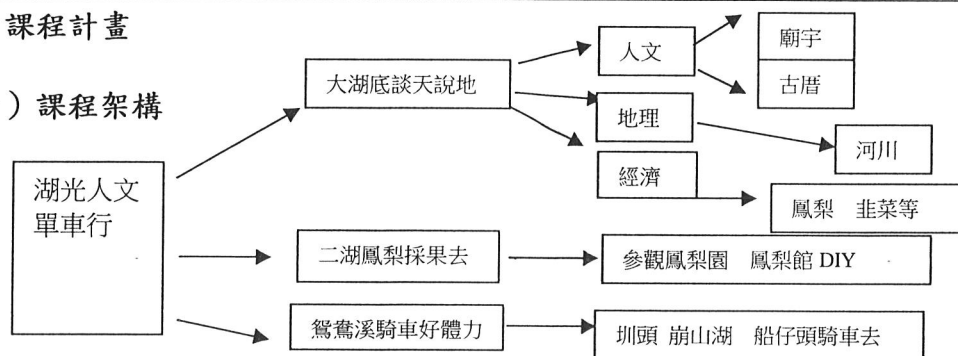 課程計畫
）課程架構
湖光人文
單車行
大湖底談天說地
人文
廟宇
古厝
地理
河川
經濟
鳳梨 韭菜等
二湖鳳梨採果去
參觀鳳梨園 鳳梨館 DIY
鴛鴦溪騎車好體力
圳頭 崩山湖 船仔頭騎車去